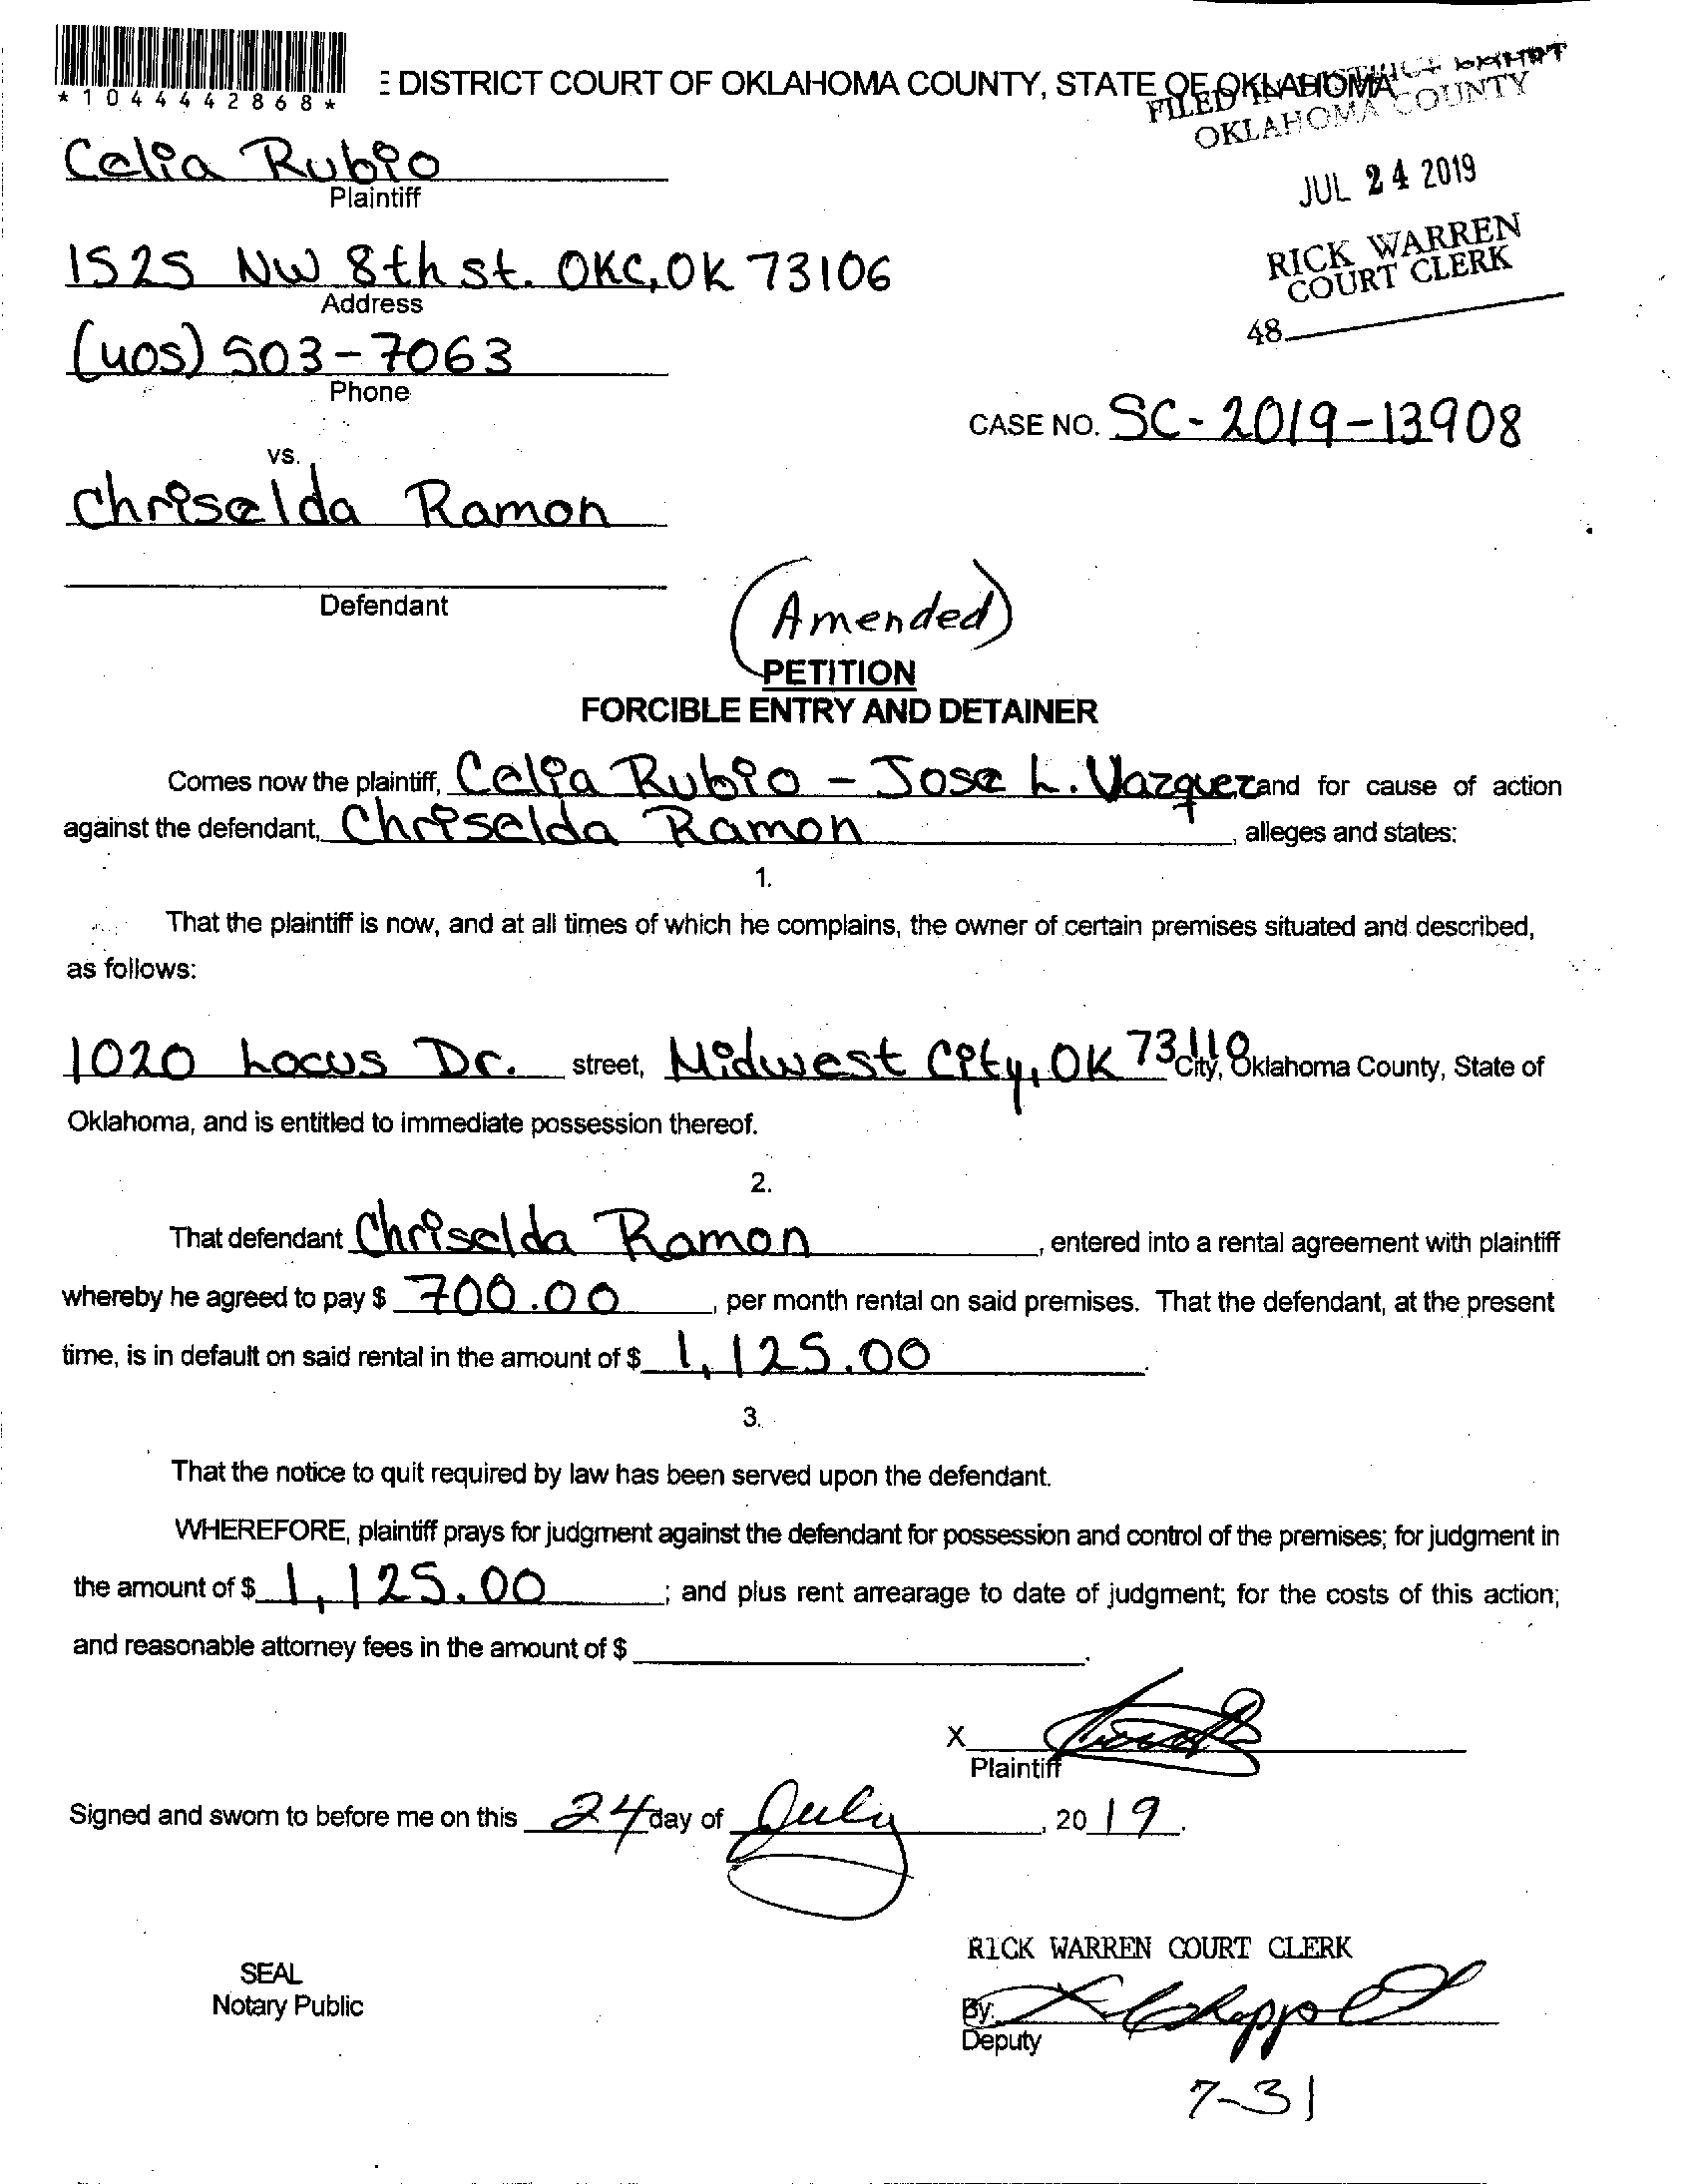 *1044442868*
E DISTRICT COURT OF OKLAHOMA COUNTY, STATE OF OKLAHOMA
FILED IN DISTRICT COURT
OKLAHOMA COUNTY
JUL 24 2019
RICK WARREN
COURT CLERK
48
Celia Rubio
Plaintiff
1525 NW 8th st. OKC, OK 73106
Address
(405) 503-7063
Phone
CASE NO. SC-2019-13908
vs.
Chriselda Ramon
Defendant
(Amended)
PETITION
FORCIBLE ENTRY AND DETAINER
Comes now the plaintiff, Celia Rubio - Jose L. Vazquez and for cause of action
against the defendant, Chriselda Ramon, alleges and states:
1.
That the plaintiff is now, and at all times of which he complains, the owner of certain premises situated and described,
as follows:
1020 Locus Dr. street, Midwest City, OK 73110 City, Oklahoma County, State of
Oklahoma, and is entitled to immediate possession thereof.
2.
That defendant Chriselda Ramon, entered into a rental agreement with plaintiff
whereby he agreed to pay $ 700.00, per month rental on said premises. That the defendant, at the present
time, is in default on said rental in the amount of $ 1,125.00.
3.
That the notice to quit required by law has been served upon the defendant.
WHEREFORE, plaintiff prays for judgment against the defendant for possession and control of the premises; for judgment in
the amount of $ 1,125.00; and plus rent arrearage to date of judgment; for the costs of this action;
and reasonable attorney fees in the amount of $ .
X
Plaintiff
Signed and sworn to before me on this 24 day of July, 2019.
RICK WARREN COURT CLERK
SEAL
Notary Public
By:
Deputy
7-31